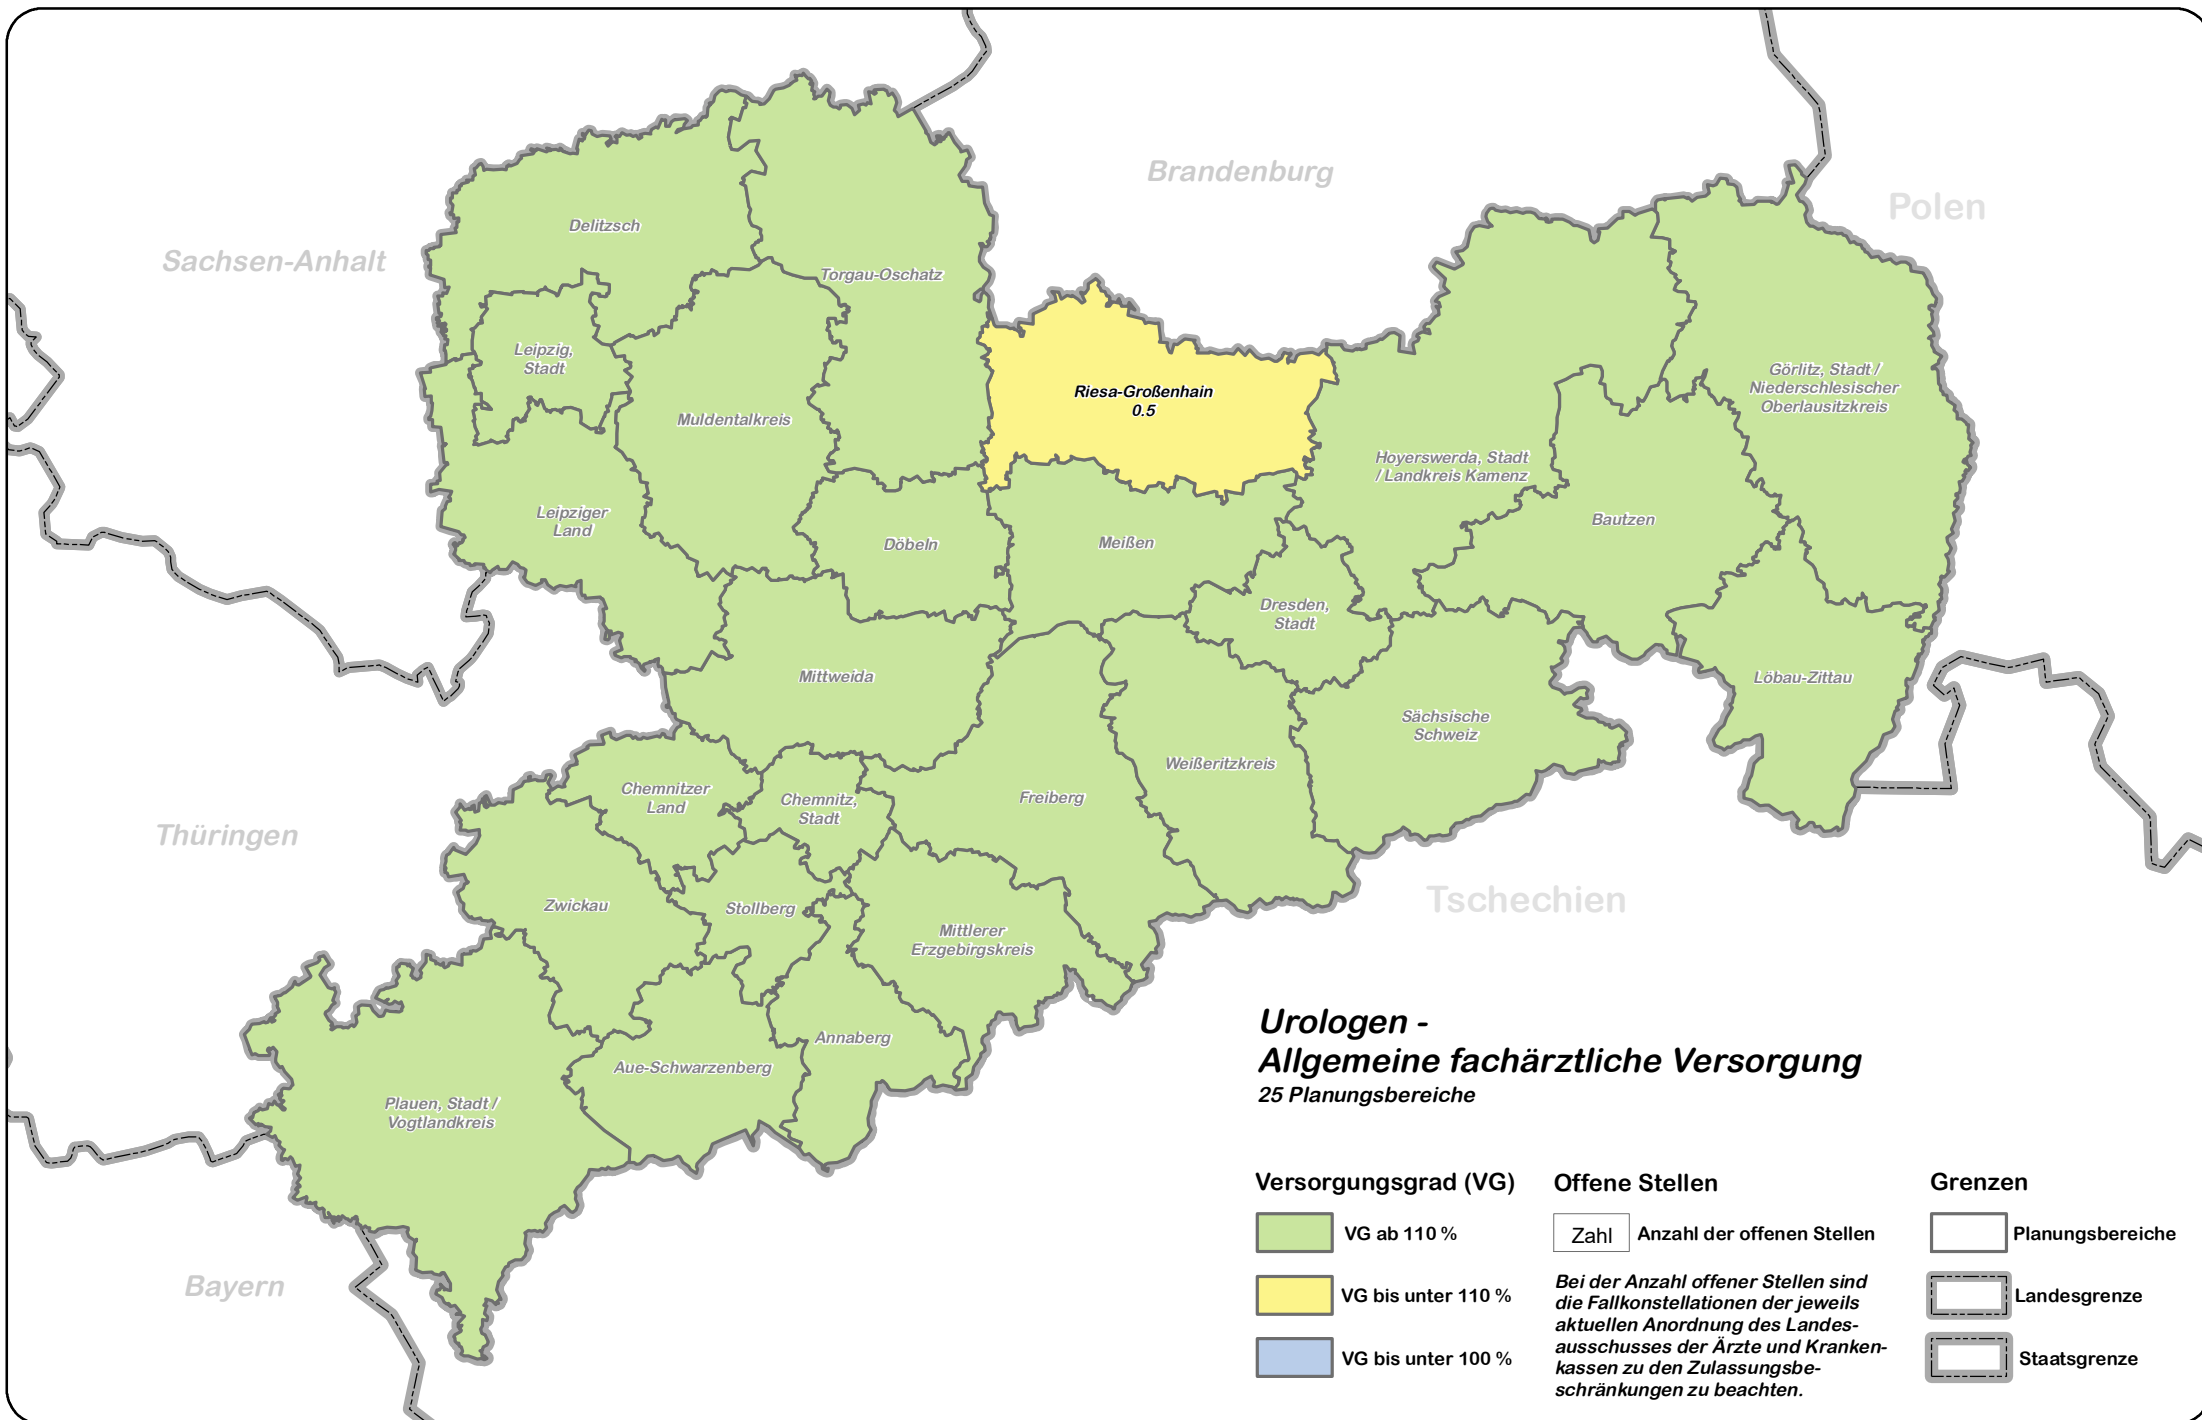 Brandenburg
Polen
Sachsen-Anhalt
Delitzsch
Torgau-Oschatz
Leipzig,
Stadt
Riesa-Großenhain
0.5
Görlitz, Stadt /
Niederschlesischer
Oberlausitzkreis
Muldentalkreis
Hoyerswerda, Stadt
/ Landkreis Kamenz
Leipziger
Land
Bautzen
Döbeln
Meißen
Dresden,
Stadt
Mittweida
Löbau-Zittau
Sächsische
Schweiz
Weißeritzkreis
Chemnitzer
Land
Chemnitz,
Stadt
Freiberg
Thüringen
Zwickau
Stollberg
Tschechien
Mittlerer
Erzgebirgskreis
Annaberg
Aue-Schwarzenberg
Plauen, Stadt /
Vogtlandkreis
Bayern
Urologen -
Allgemeine fachärztliche Versorgung
25 Planungsbereiche
Versorgungsgrad (VG)
VG ab 110 %
VG bis unter 110 %
VG bis unter 100 %
Offene Stellen
Zahl Anzahl der offenen Stellen
Bei der Anzahl offener Stellen sind
die Fallkonstellationen der jeweils
aktuellen Anordnung des Landes-
ausschusses der Ärzte und Kranken-
kassen zu den Zulassungsbe-
schränkungen zu beachten.
Grenzen
Planungsbereiche
Landesgrenze
Staatsgrenze